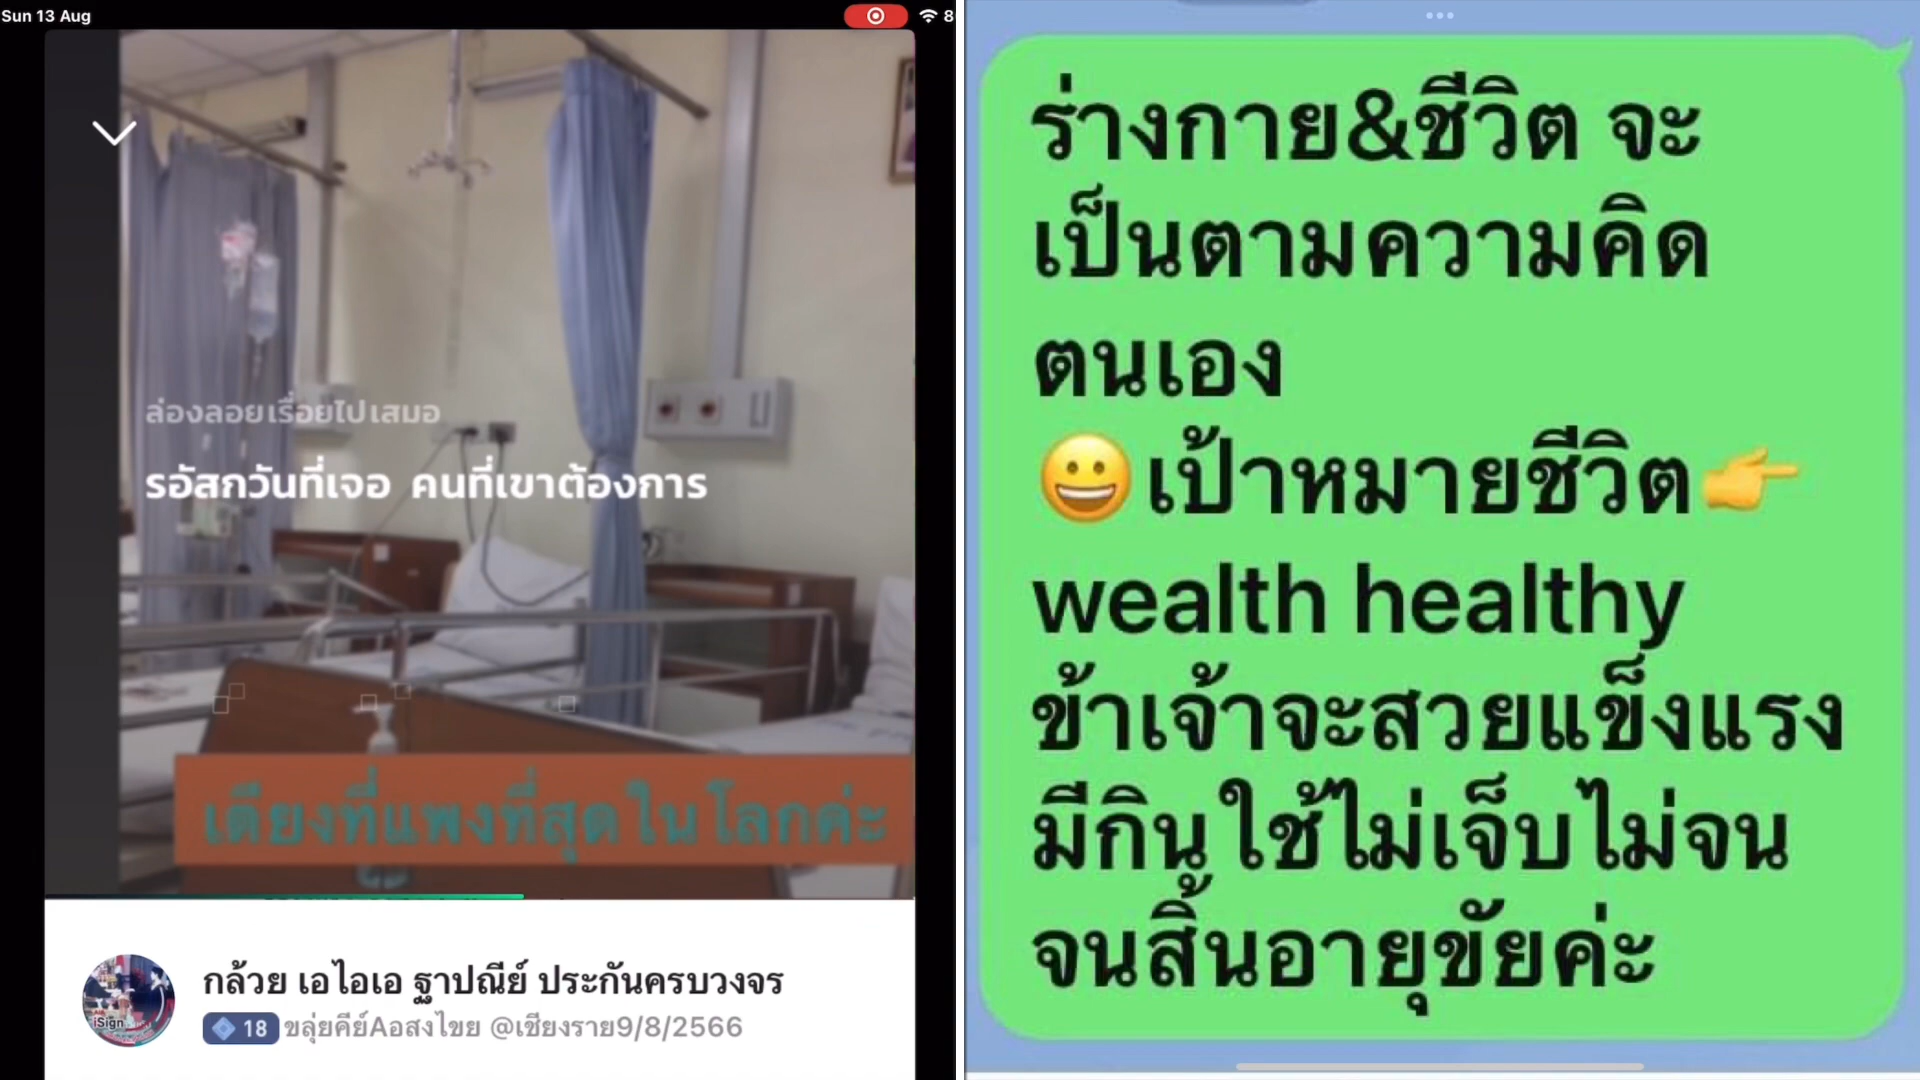 Sun 13 Aug
8
ล่องลอยเรื่อยไปเสมอ
รอัสกวันที่เจอ คนที่เขาต้องการ
เตียงที่แพงที่สุดในโลกค่ะ
iSign
กล้วย เอไอเอ ฐาปณีย์ ประกันครบวงจร
18 ขลุ่ยคีย์Aอสงไขย @เชียงราย9/8/2566
ร่างกาย&ชีวิต จะ
เป็นตามความคิด
ตนเอง
😀เป้าหมายชีวิต👉
wealth healthy
ข้าเจ้าจะสวยแข็งแรง
มีกินใช้ไม่เจ็บไม่จน
จนสิ้นอายุขัยค่ะ